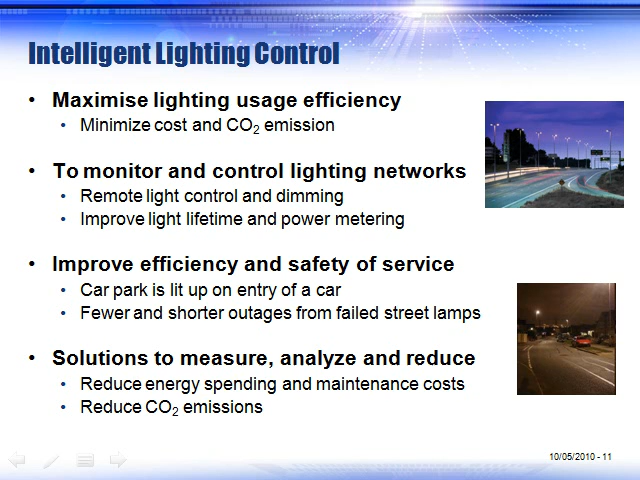 Intelligent Lighting Control
• Maximise lighting usage efficiency
• Minimize cost and CO₂ emission
• To monitor and control lighting networks
• Remote light control and dimming
• Improve light lifetime and power metering
• Improve efficiency and safety of service
• Car park is lit up on entry of a car
• Fewer and shorter outages from failed street lamps
• Solutions to measure, analyze and reduce
• Reduce energy spending and maintenance costs
• Reduce CO₂ emissions
10/05/2010 - 11